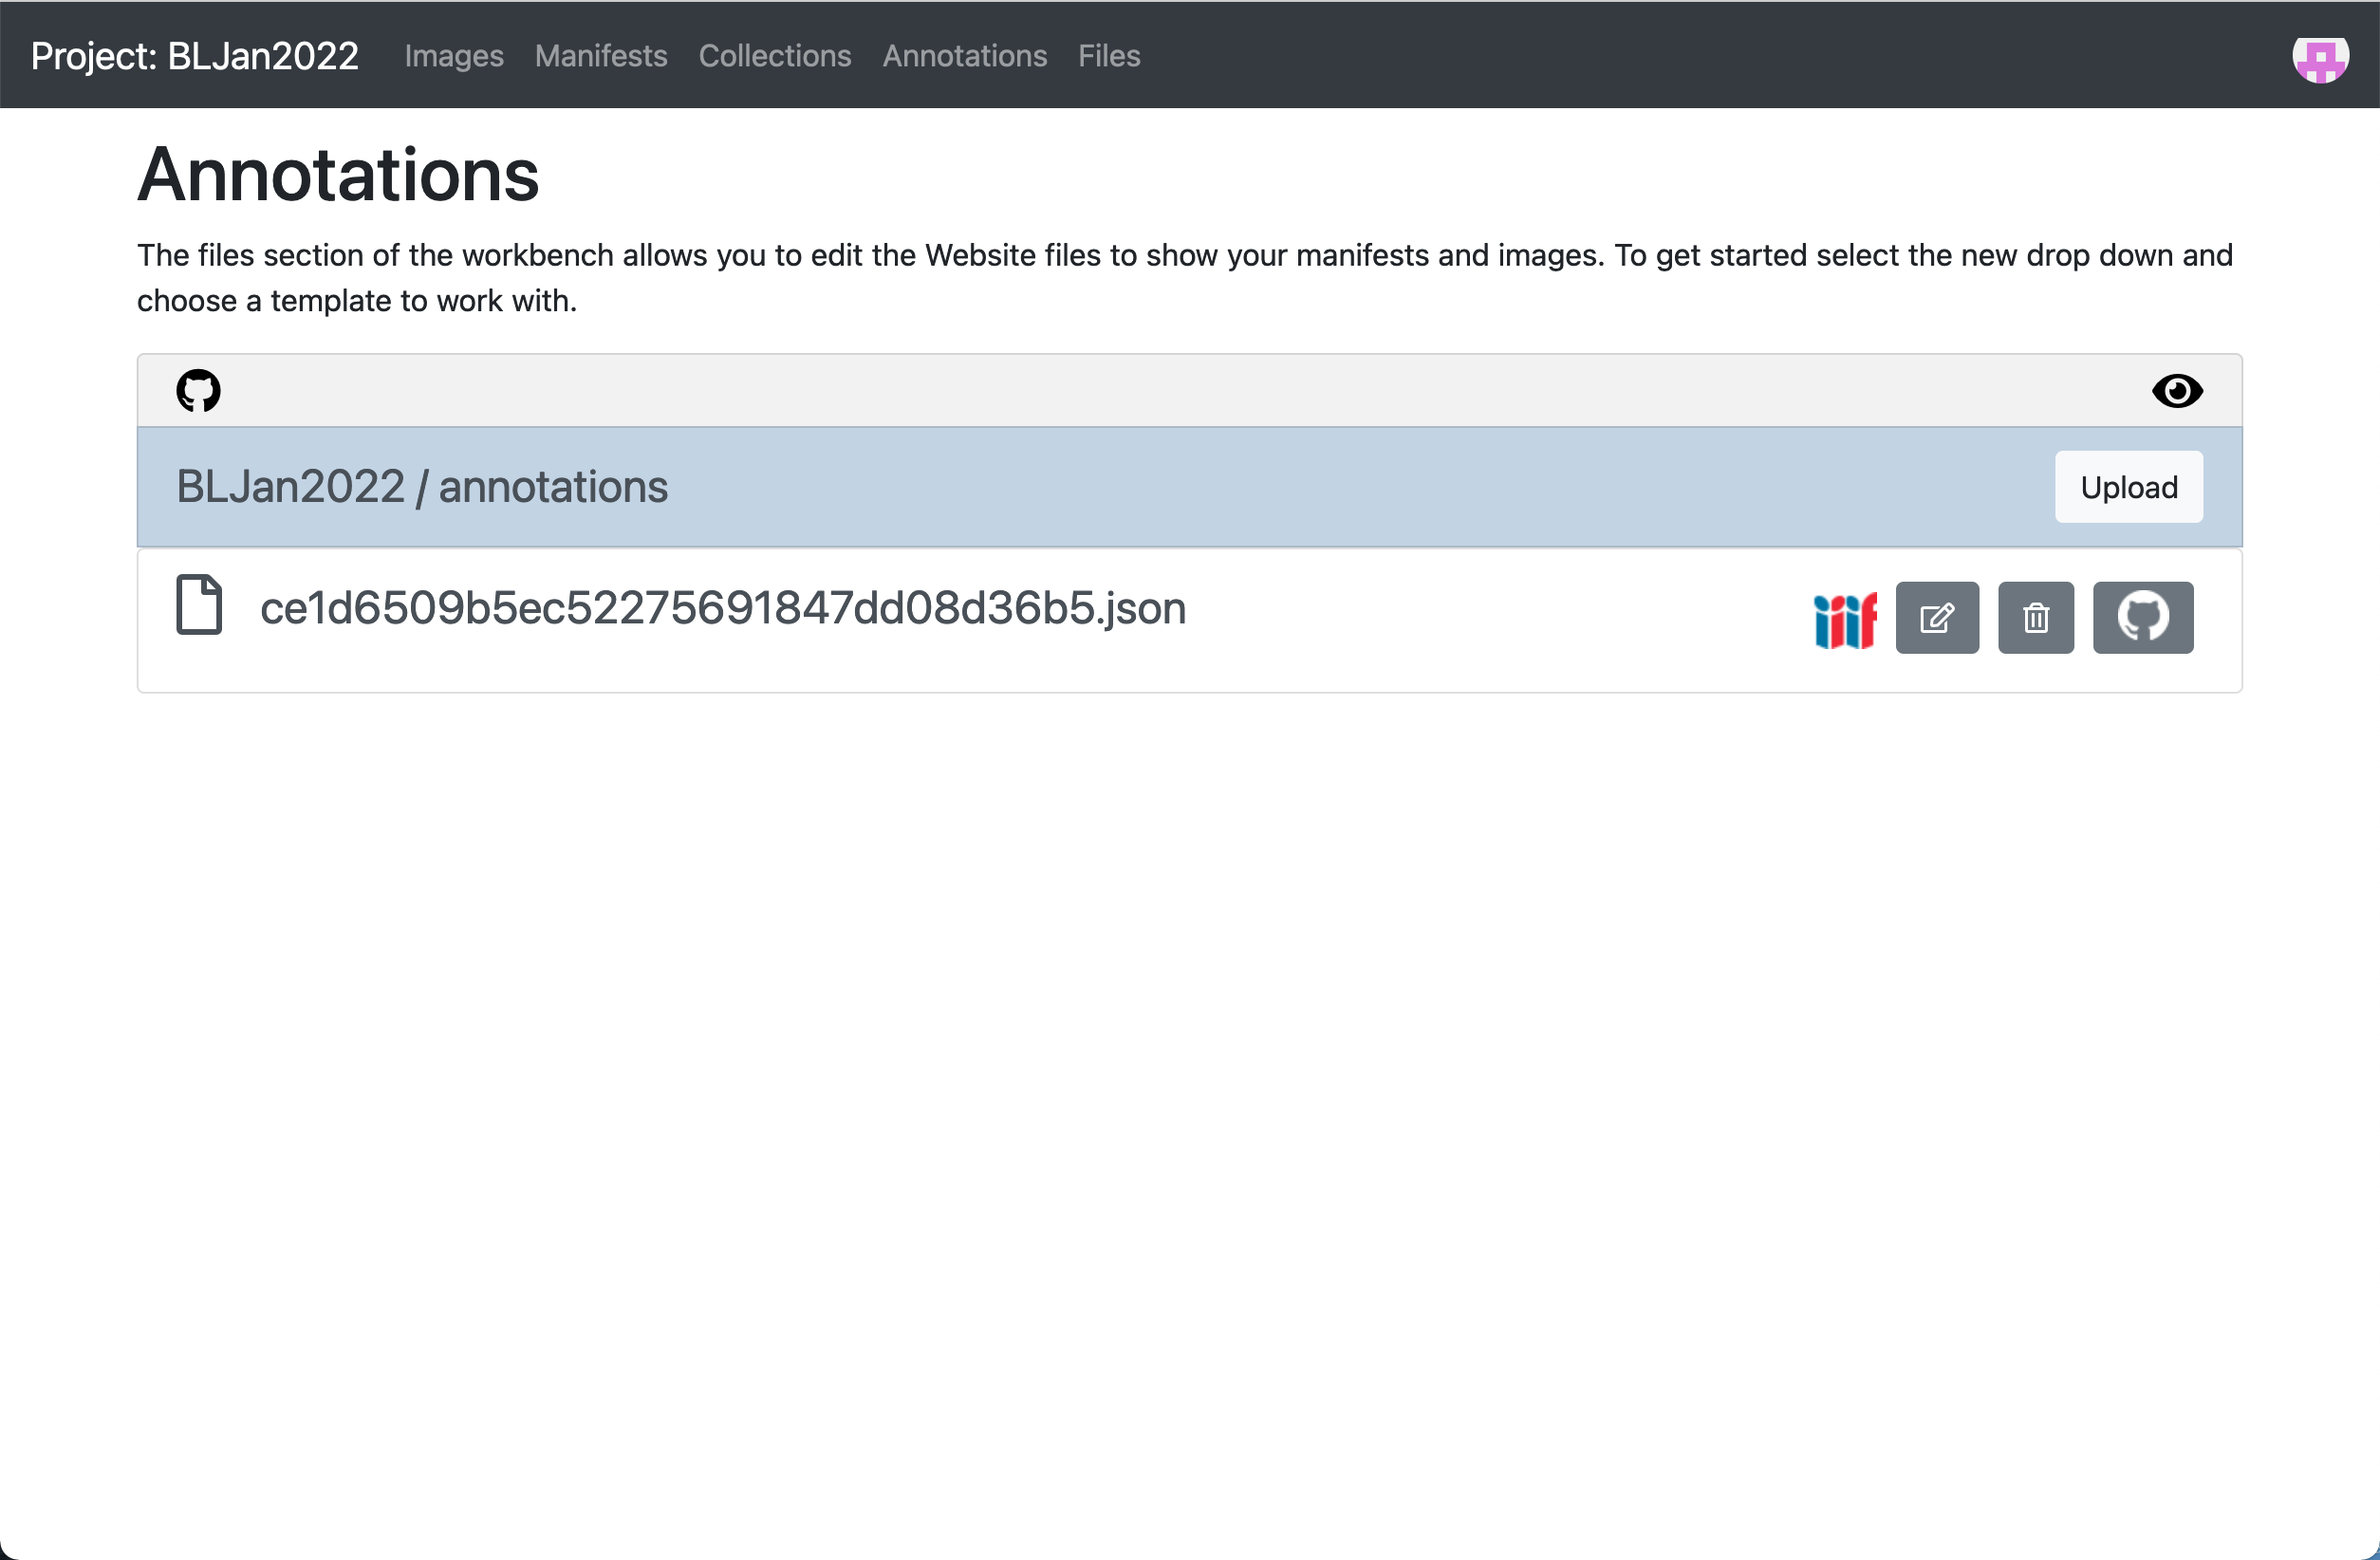 Project: BLJan2022 Images Manifests Collections Annotations Files
Annotations
The files section of the workbench allows you to edit the Website files to show your manifests and images. To get started select the new drop down and
choose a template to work with.
BLJan2022 / annotations Upload
ce1d6509b5ec52275691847dd08d36b5.json iiif